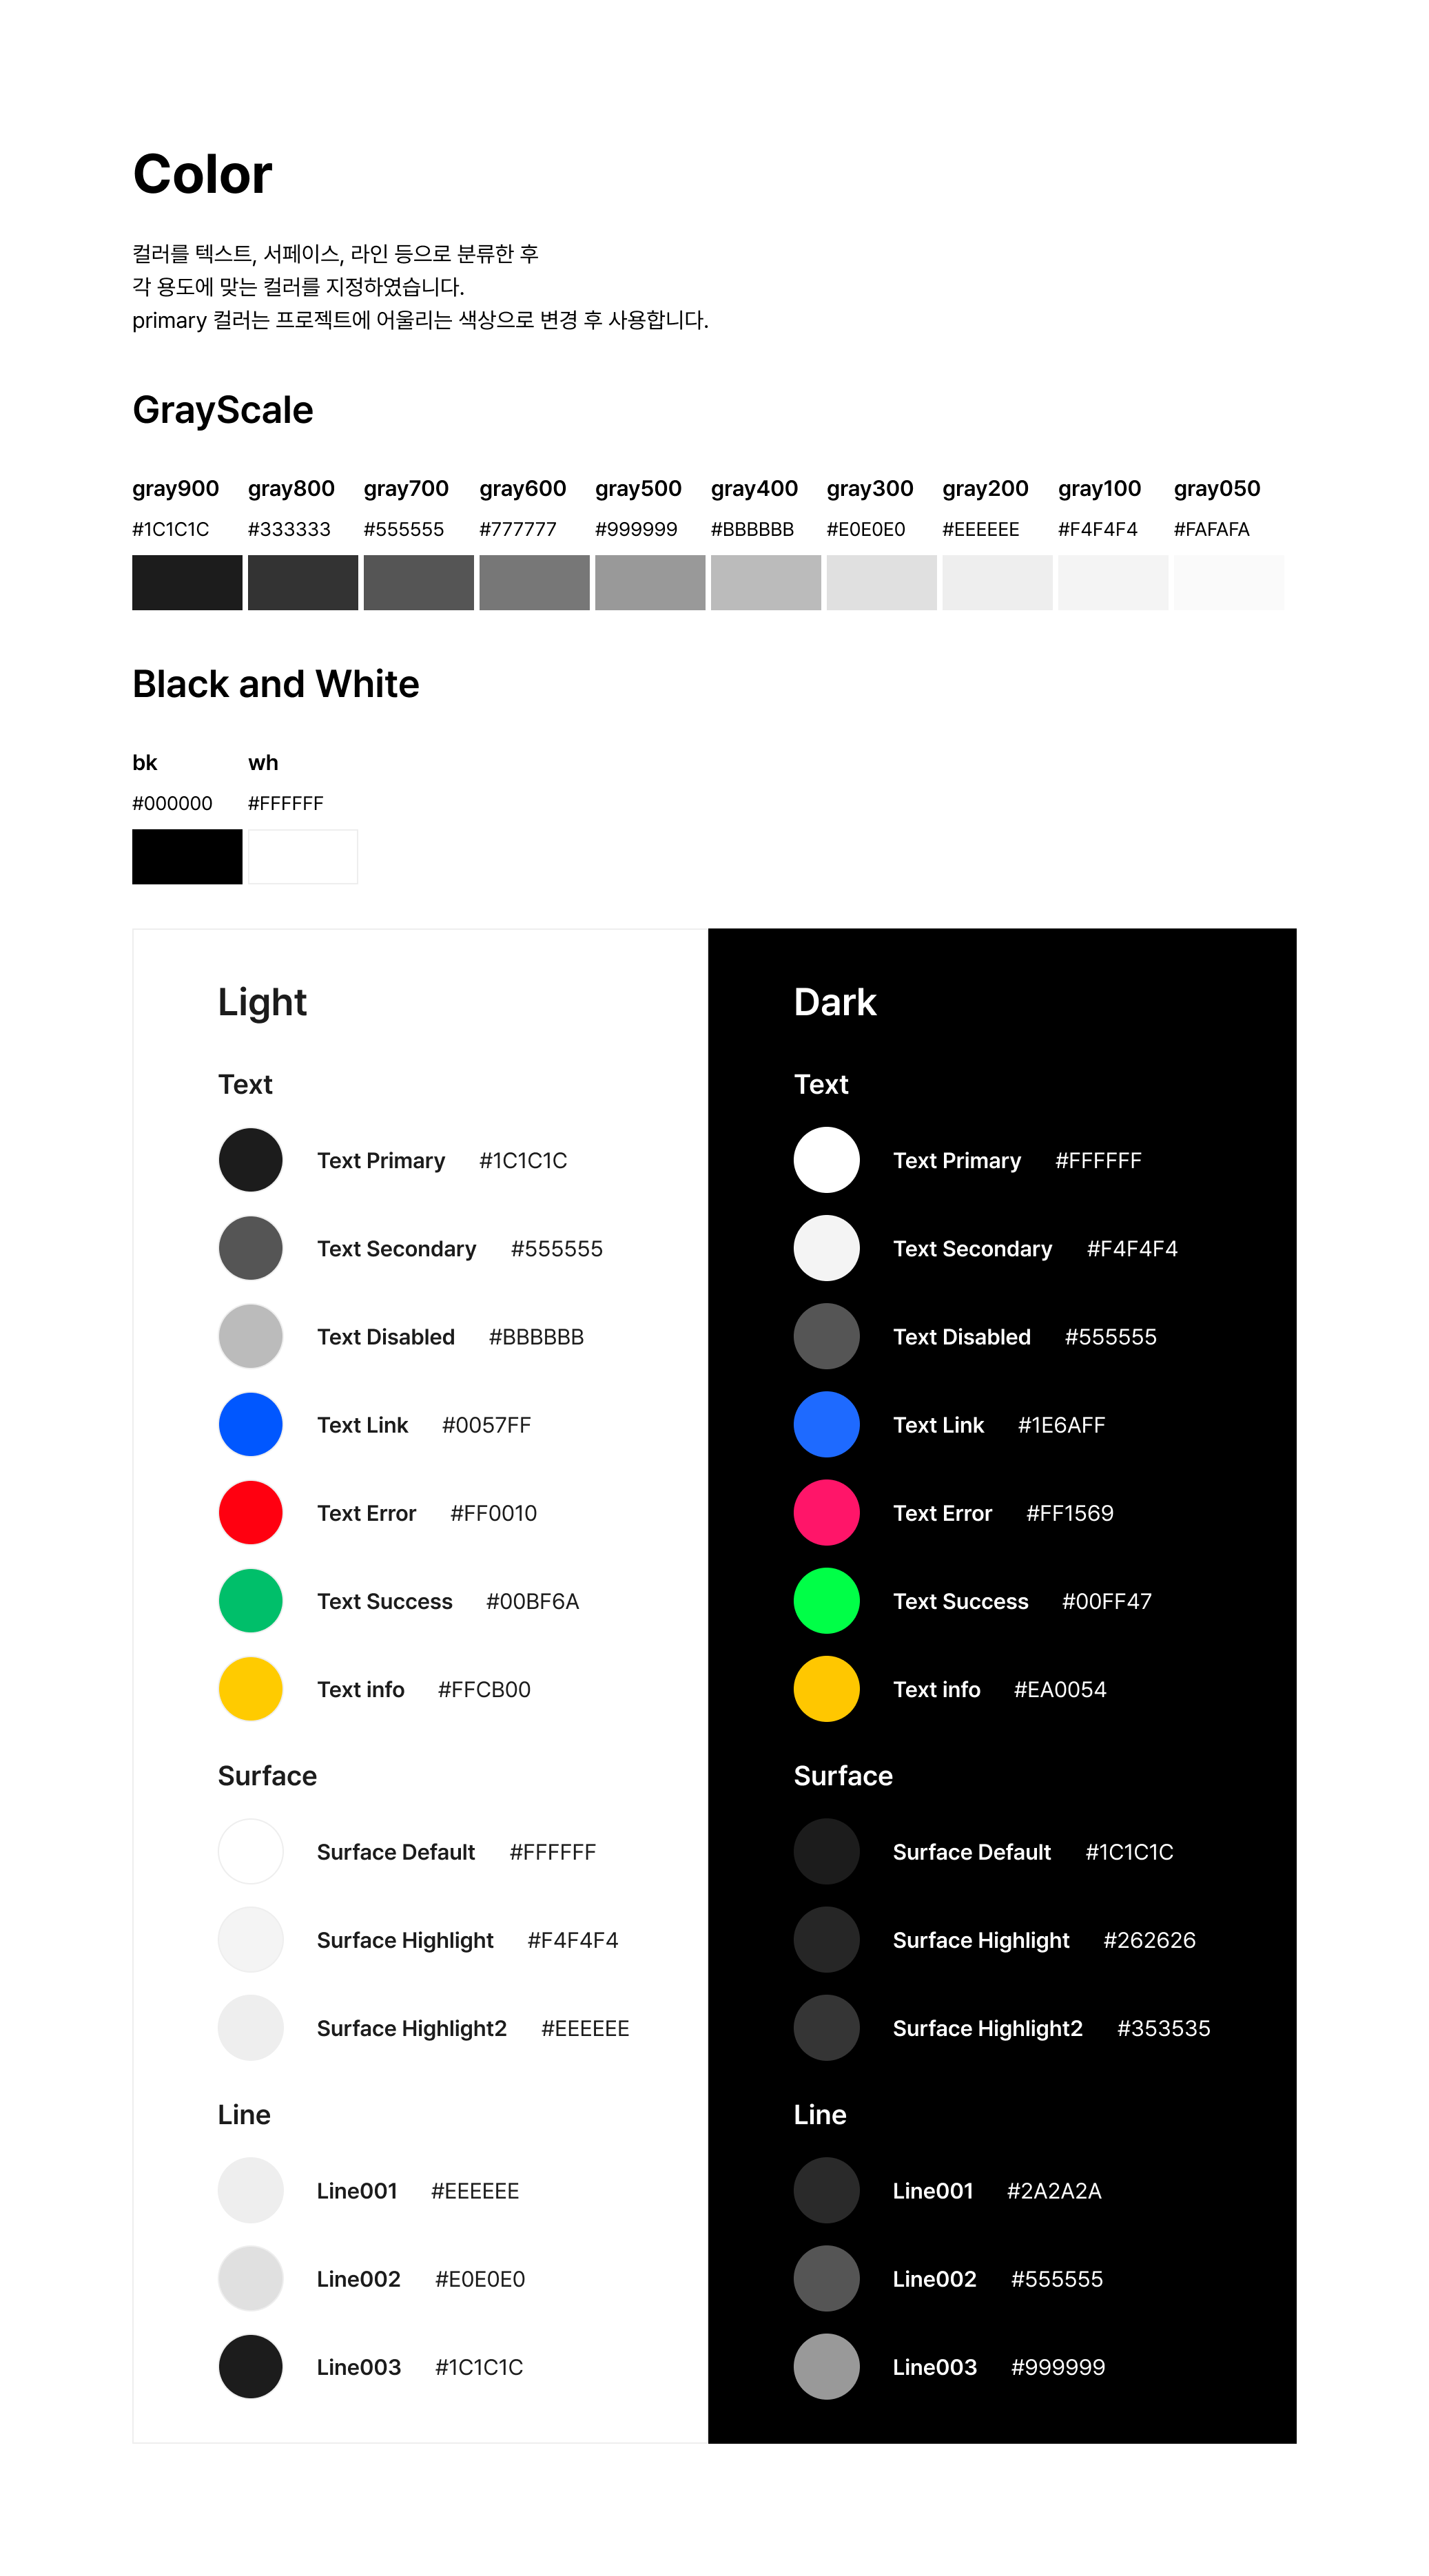 Color
컬러를 텍스트, 서페이스, 라인 등으로 분류한 후
각 용도에 맞는 컬러를 지정하였습니다.
primary 컬러는 프로젝트에 어울리는 색상으로 변경 후 사용합니다.
GrayScale
gray900 gray800 gray700 gray600 gray500 gray400 gray300 gray200 gray100 gray050
#1C1C1C #333333 #555555 #777777 #999999 #BBBBBB #E0E0E0 #EEEEEE #F4F4F4 #FAFAFA
Black and White
bk wh
#000000 #FFFFFF
Light
Text
Text Primary #1C1C1C
Text Secondary #555555
Text Disabled #BBBBBB
Text Link #0057FF
Text Error #FF0010
Text Success #00BF6A
Text info #FFCB00
Surface
Surface Default #FFFFFF
Surface Highlight #F4F4F4
Surface Highlight2 #EEEEEE
Line
Line001 #EEEEEE
Line002 #E0E0E0
Line003 #1C1C1C
Dark
Text
Text Primary #FFFFFF
Text Secondary #F4F4F4
Text Disabled #555555
Text Link #1E6AFF
Text Error #FF1569
Text Success #00FF47
Text info #EA0054
Surface
Surface Default #1C1C1C
Surface Highlight #262626
Surface Highlight2 #353535
Line
Line001 #2A2A2A
Line002 #555555
Line003 #999999